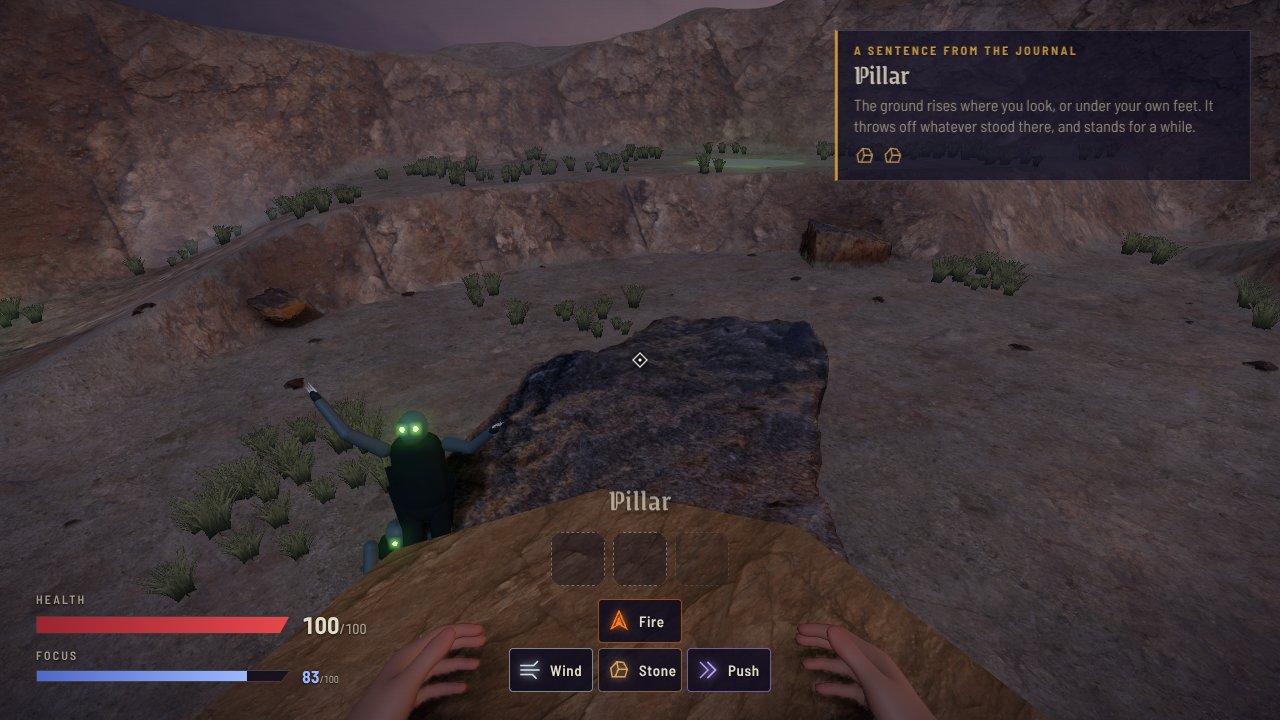 A SENTENCE FROM THE JOURNAL
Pillar
The ground rises where you look, or under your own feet. It
throws off whatever stood there, and stands for a while.
Pillar
Fire
Wind
Stone
Push
HEALTH
100/100
FOCUS
83/100